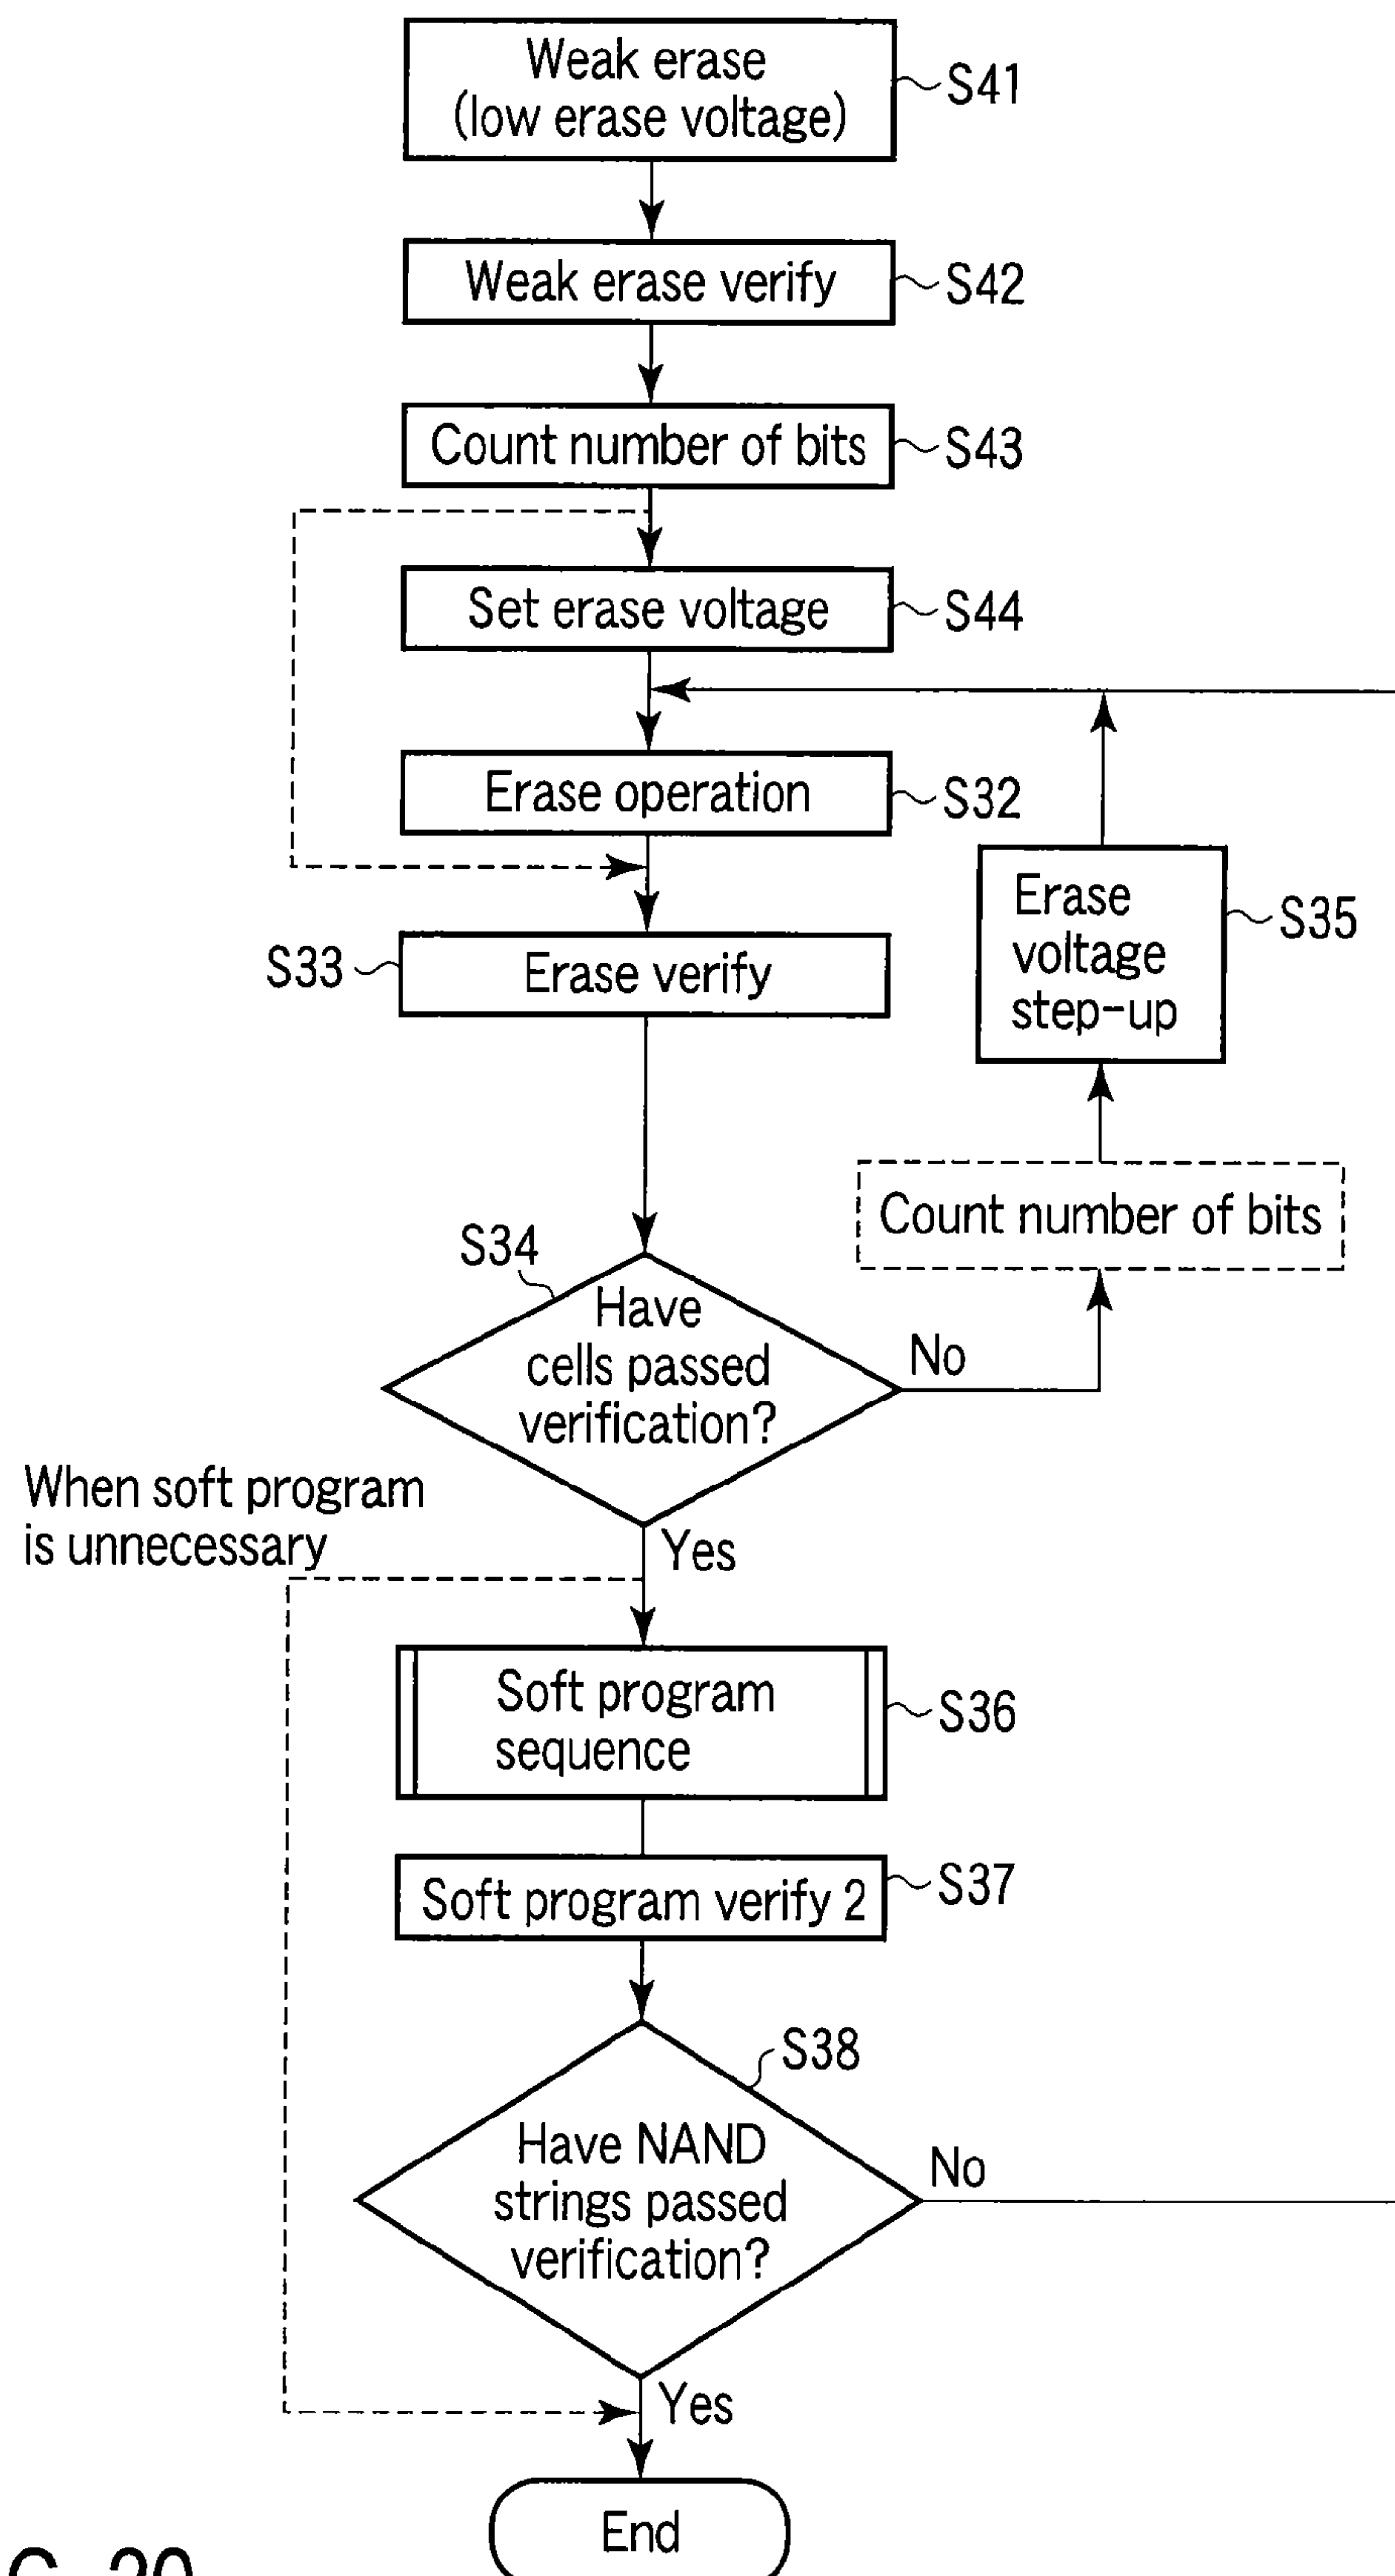 Weak erase
(low erase voltage)
S41
Weak erase verify
S42
Count number of bits
S43
Set erase voltage
S44
Erase operation
S32
Erase
voltage
step-up
S35
S33
Erase verify
Count number of bits
S34
Have
cells passed
verification?
No
When soft program
is unnecessary
Yes
Soft program
sequence
S36
Soft program verify 2
S37
S38
Have NAND
strings passed
verification?
No
Yes
End